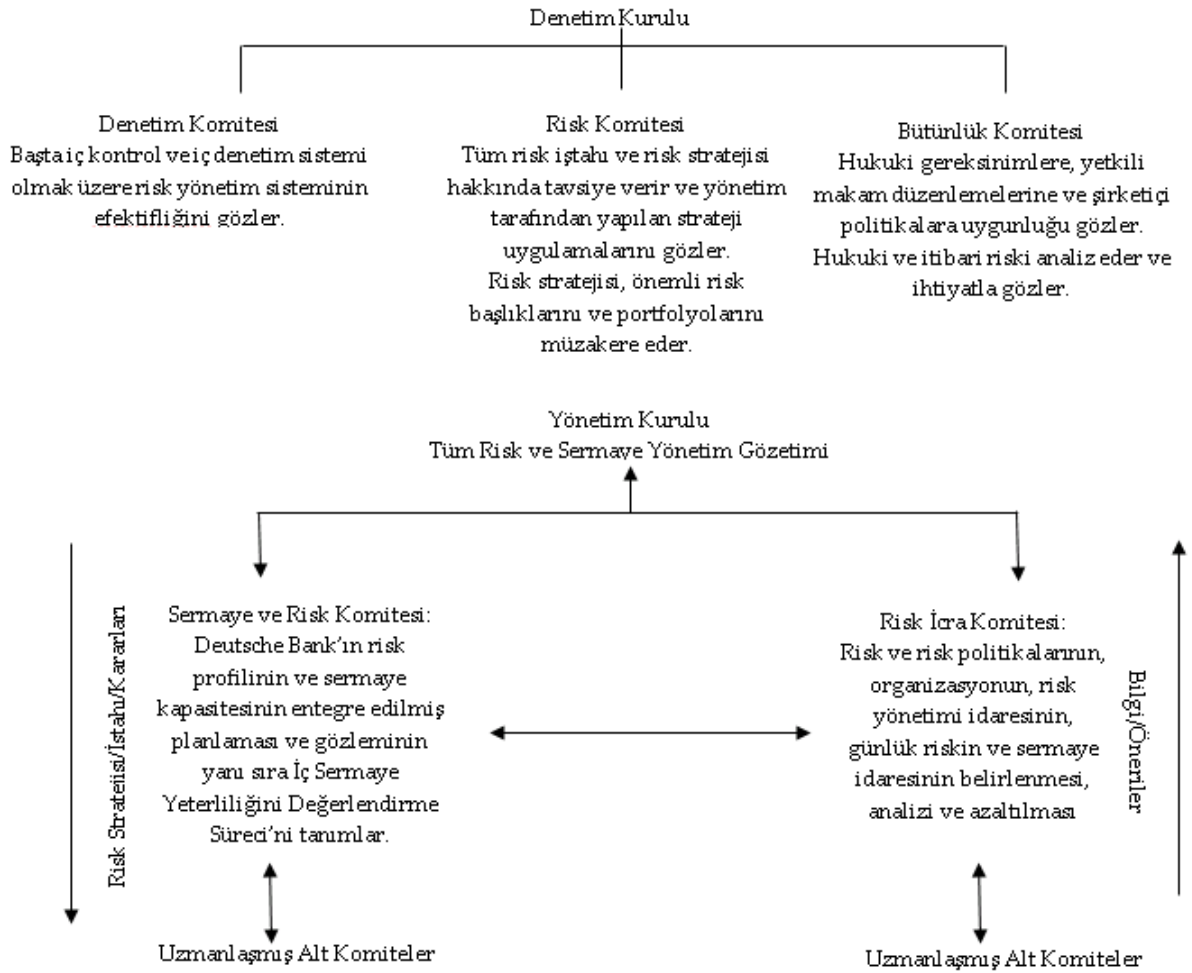 Denetim Kurulu
Denetim Komitesi
Başta iç kontrol ve iç denetim sistemi
olmak üzere risk yönetim sisteminin
efektifliğini gözler.
Risk Komitesi
Tüm risk iştahı ve risk stratejisi
hakkında tavsiye verir ve yönetim
tarafından yapılan strateji
uygulamalarını gözler.
Risk stratejisi, önemli risk
başlıklarını ve portfolyolarını
müzakere eder.
Bütünlük Komitesi
Hukuki gereksinimlere, yetkili
makam düzenlemelerine ve şirketiçi
politikalara uygunluğu gözler.
Hukuki ve itibari riski analiz eder ve
ihtiyatla gözler.
Yönetim Kurulu
Tüm Risk ve Sermaye Yönetim Gözetimi
Risk Stratejisi/İstahı/Kararları
Sermaye ve Risk Komitesi:
Deutsche Bank'ın risk
profilinin ve sermaye
kapasitesinin entegre edilmiş
planlaması ve gözleminin
yanı sıra İç Sermaye
Yeterliliğini Değerlendirme
Süreci'ni tanımlar.
Risk İcra Komitesi:
Risk ve risk politikalarının,
organizasyonun, risk
yönetimi idaresinin,
günlük riskin ve sermaye
idaresinin belirlenmesi,
analizi ve azaltılması
Bilgi/Öneriler
Uzmanlaşmış Alt Komiteler
Uzmanlaşmış Alt Komiteler